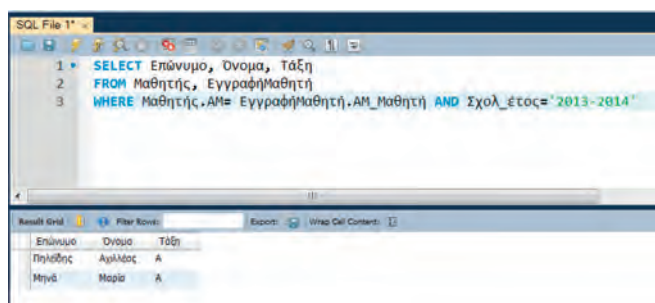 SQL File 1*
1 SELECT Επώνυμο, Όνομα, Τάξη
2 FROM Μαθητής, ΕγγραφήΜαθητή
3 WHERE Μαθητής.ΑΜ= ΕγγραφήΜαθητή.ΑΜ_Μαθητή AND Σχολ_έτος='2013-2014'
Result Grid Filter Rows: Export: Wrap Cell Content:
Επώνυμο Όνομα Τάξη
Πηλείδης Αχιλλέας Α
Μηνά Μαρία Α